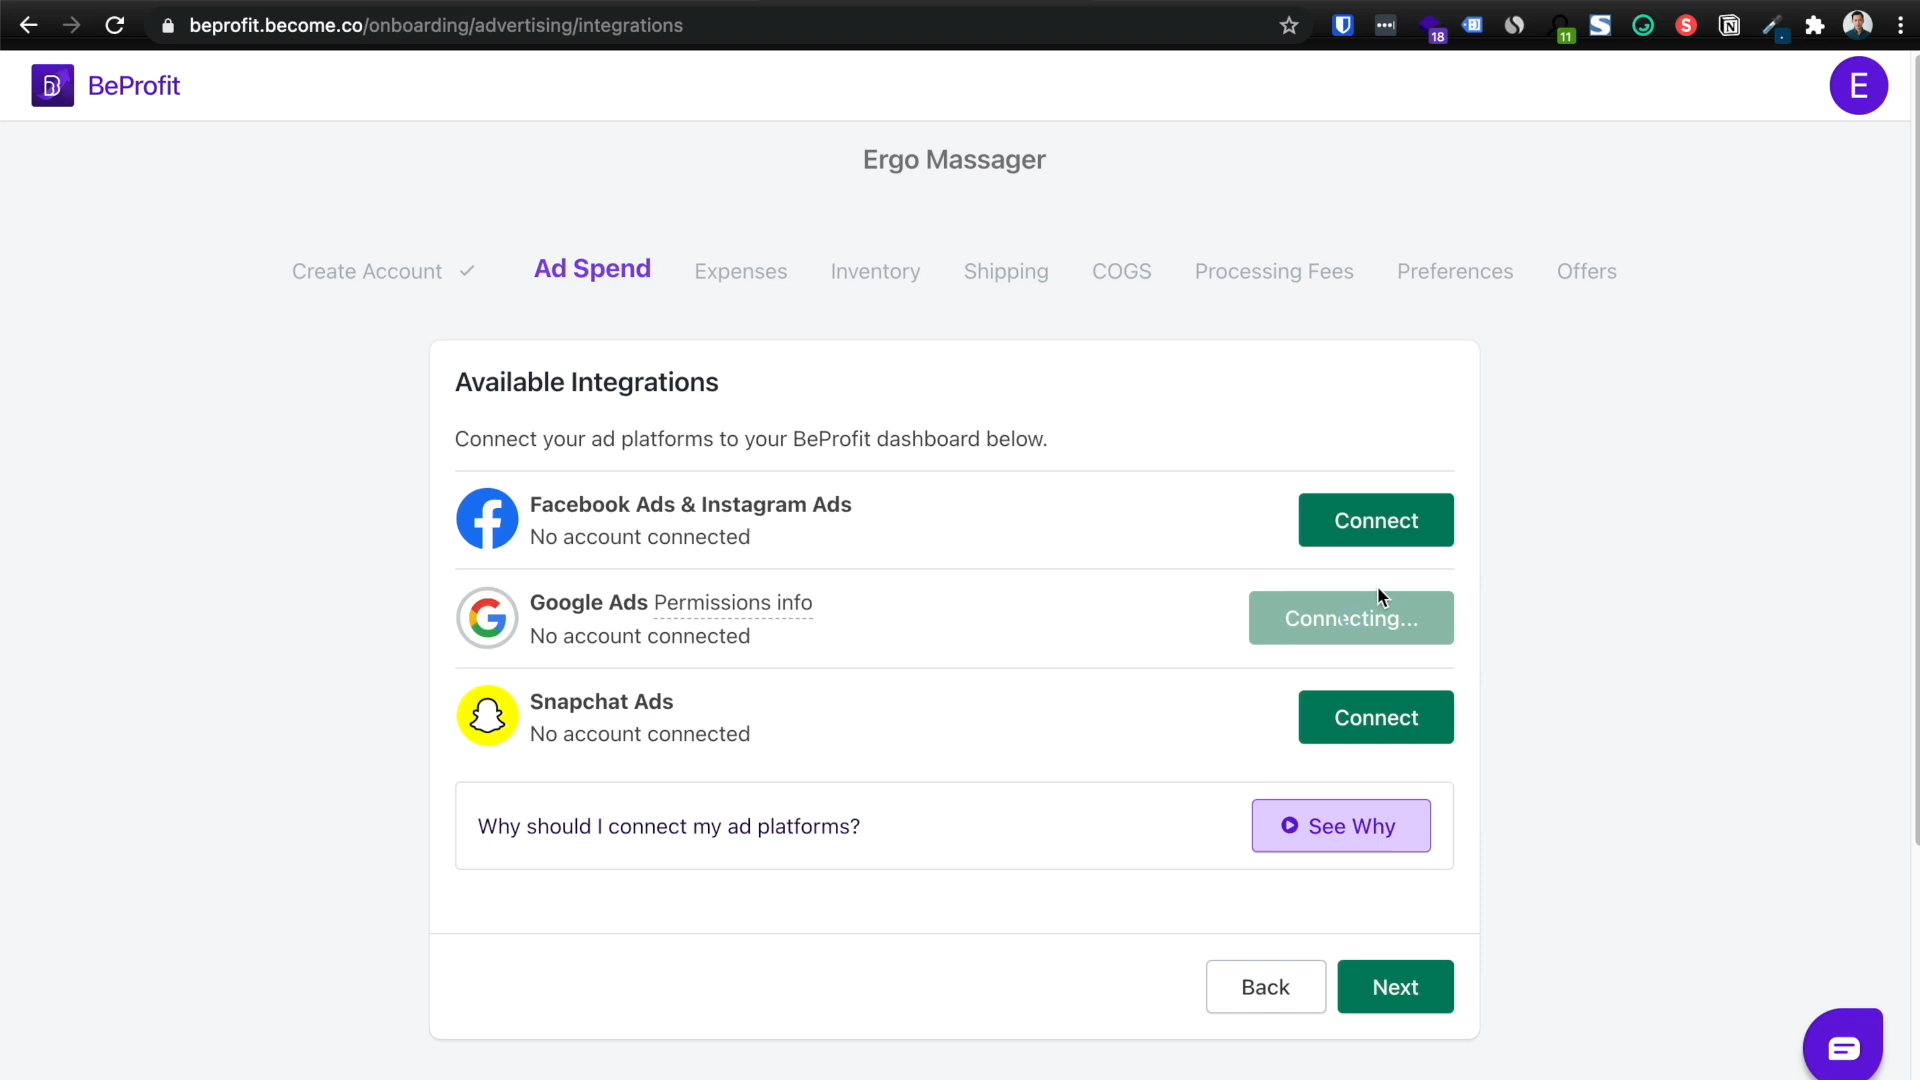 beprofit.become.co/onboarding/advertising/integrations
18
11
BeProfit
E
Ergo Massager
Create Account
Ad Spend
Expenses
Inventory
Shipping
COGS
Processing Fees
Preferences
Offers
Available Integrations
Connect your ad platforms to your BeProfit dashboard below.
Facebook Ads & Instagram Ads
No account connected
Connect
Google Ads Permissions info
No account connected
Connecting...
Snapchat Ads
No account connected
Connect
Why should I connect my ad platforms?
See Why
Back
Next